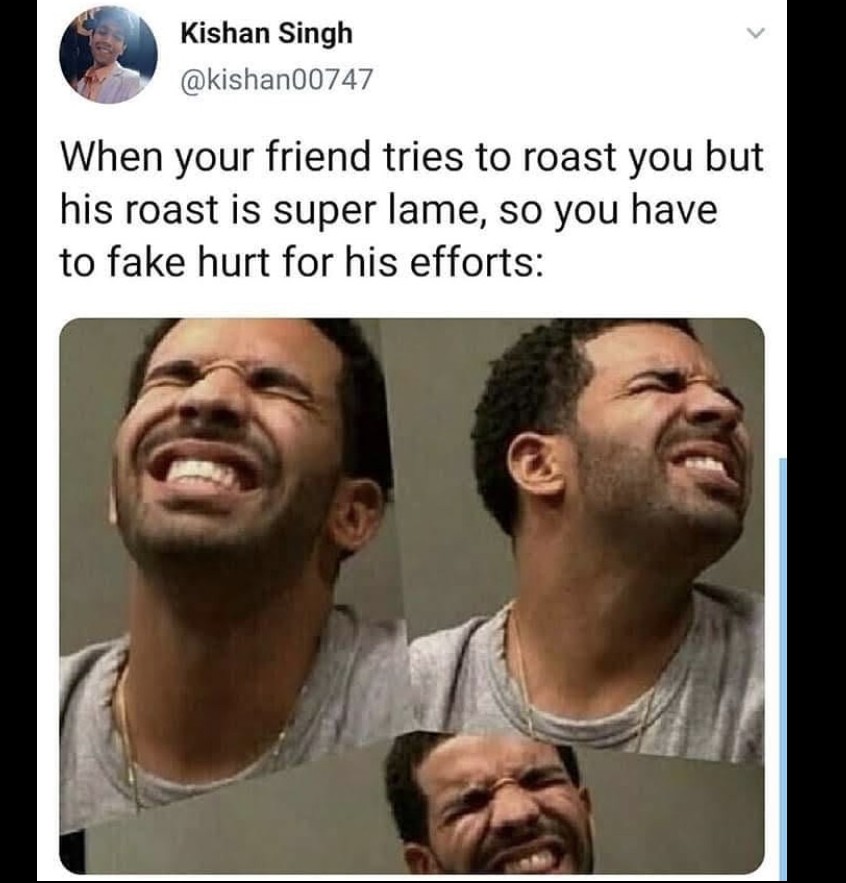 Kishan Singh
@kishan00747
When your friend tries to roast you but
his roast is super lame, so you have
to fake hurt for his efforts: